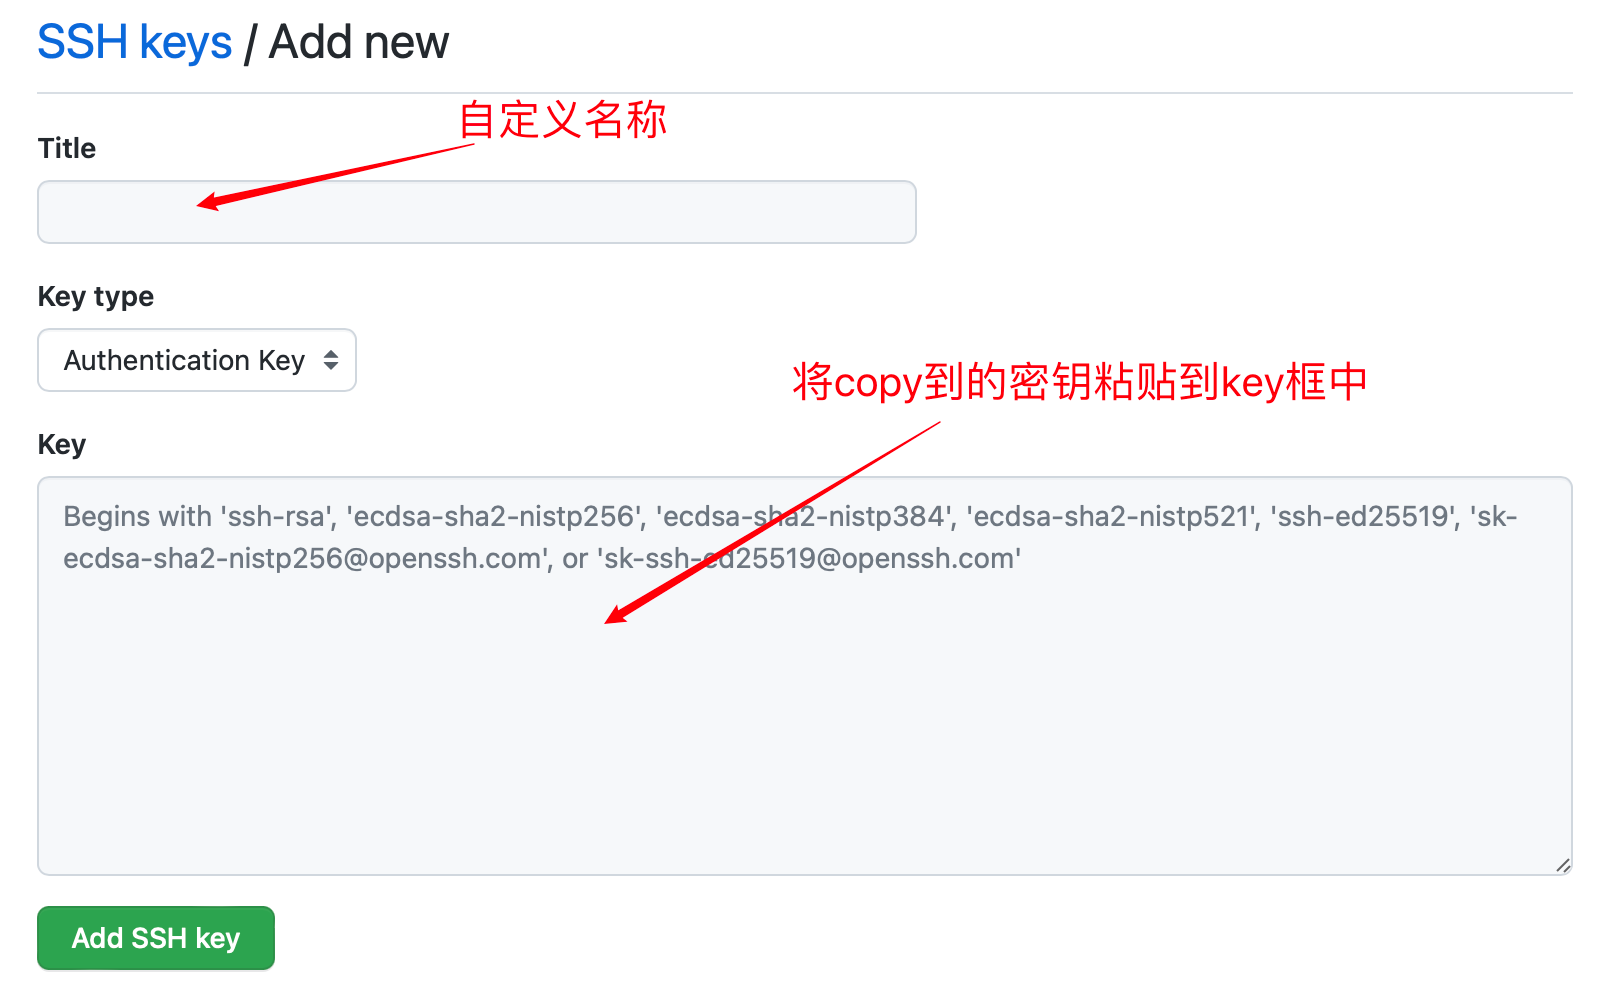 SSH keys / Add new
自定义名称
Title
Key type
Authentication Key
将copy到的密钥粘贴到key框中
Key
Begins with 'ssh-rsa', 'ecdsa-sha2-nistp256', 'ecdsa-sha2-nistp384', 'ecdsa-sha2-nistp521', 'ssh-ed25519', 'sk-
ecdsa-sha2-nistp256@openssh.com', or 'sk-ssh-ed25519@openssh.com'
Add SSH key